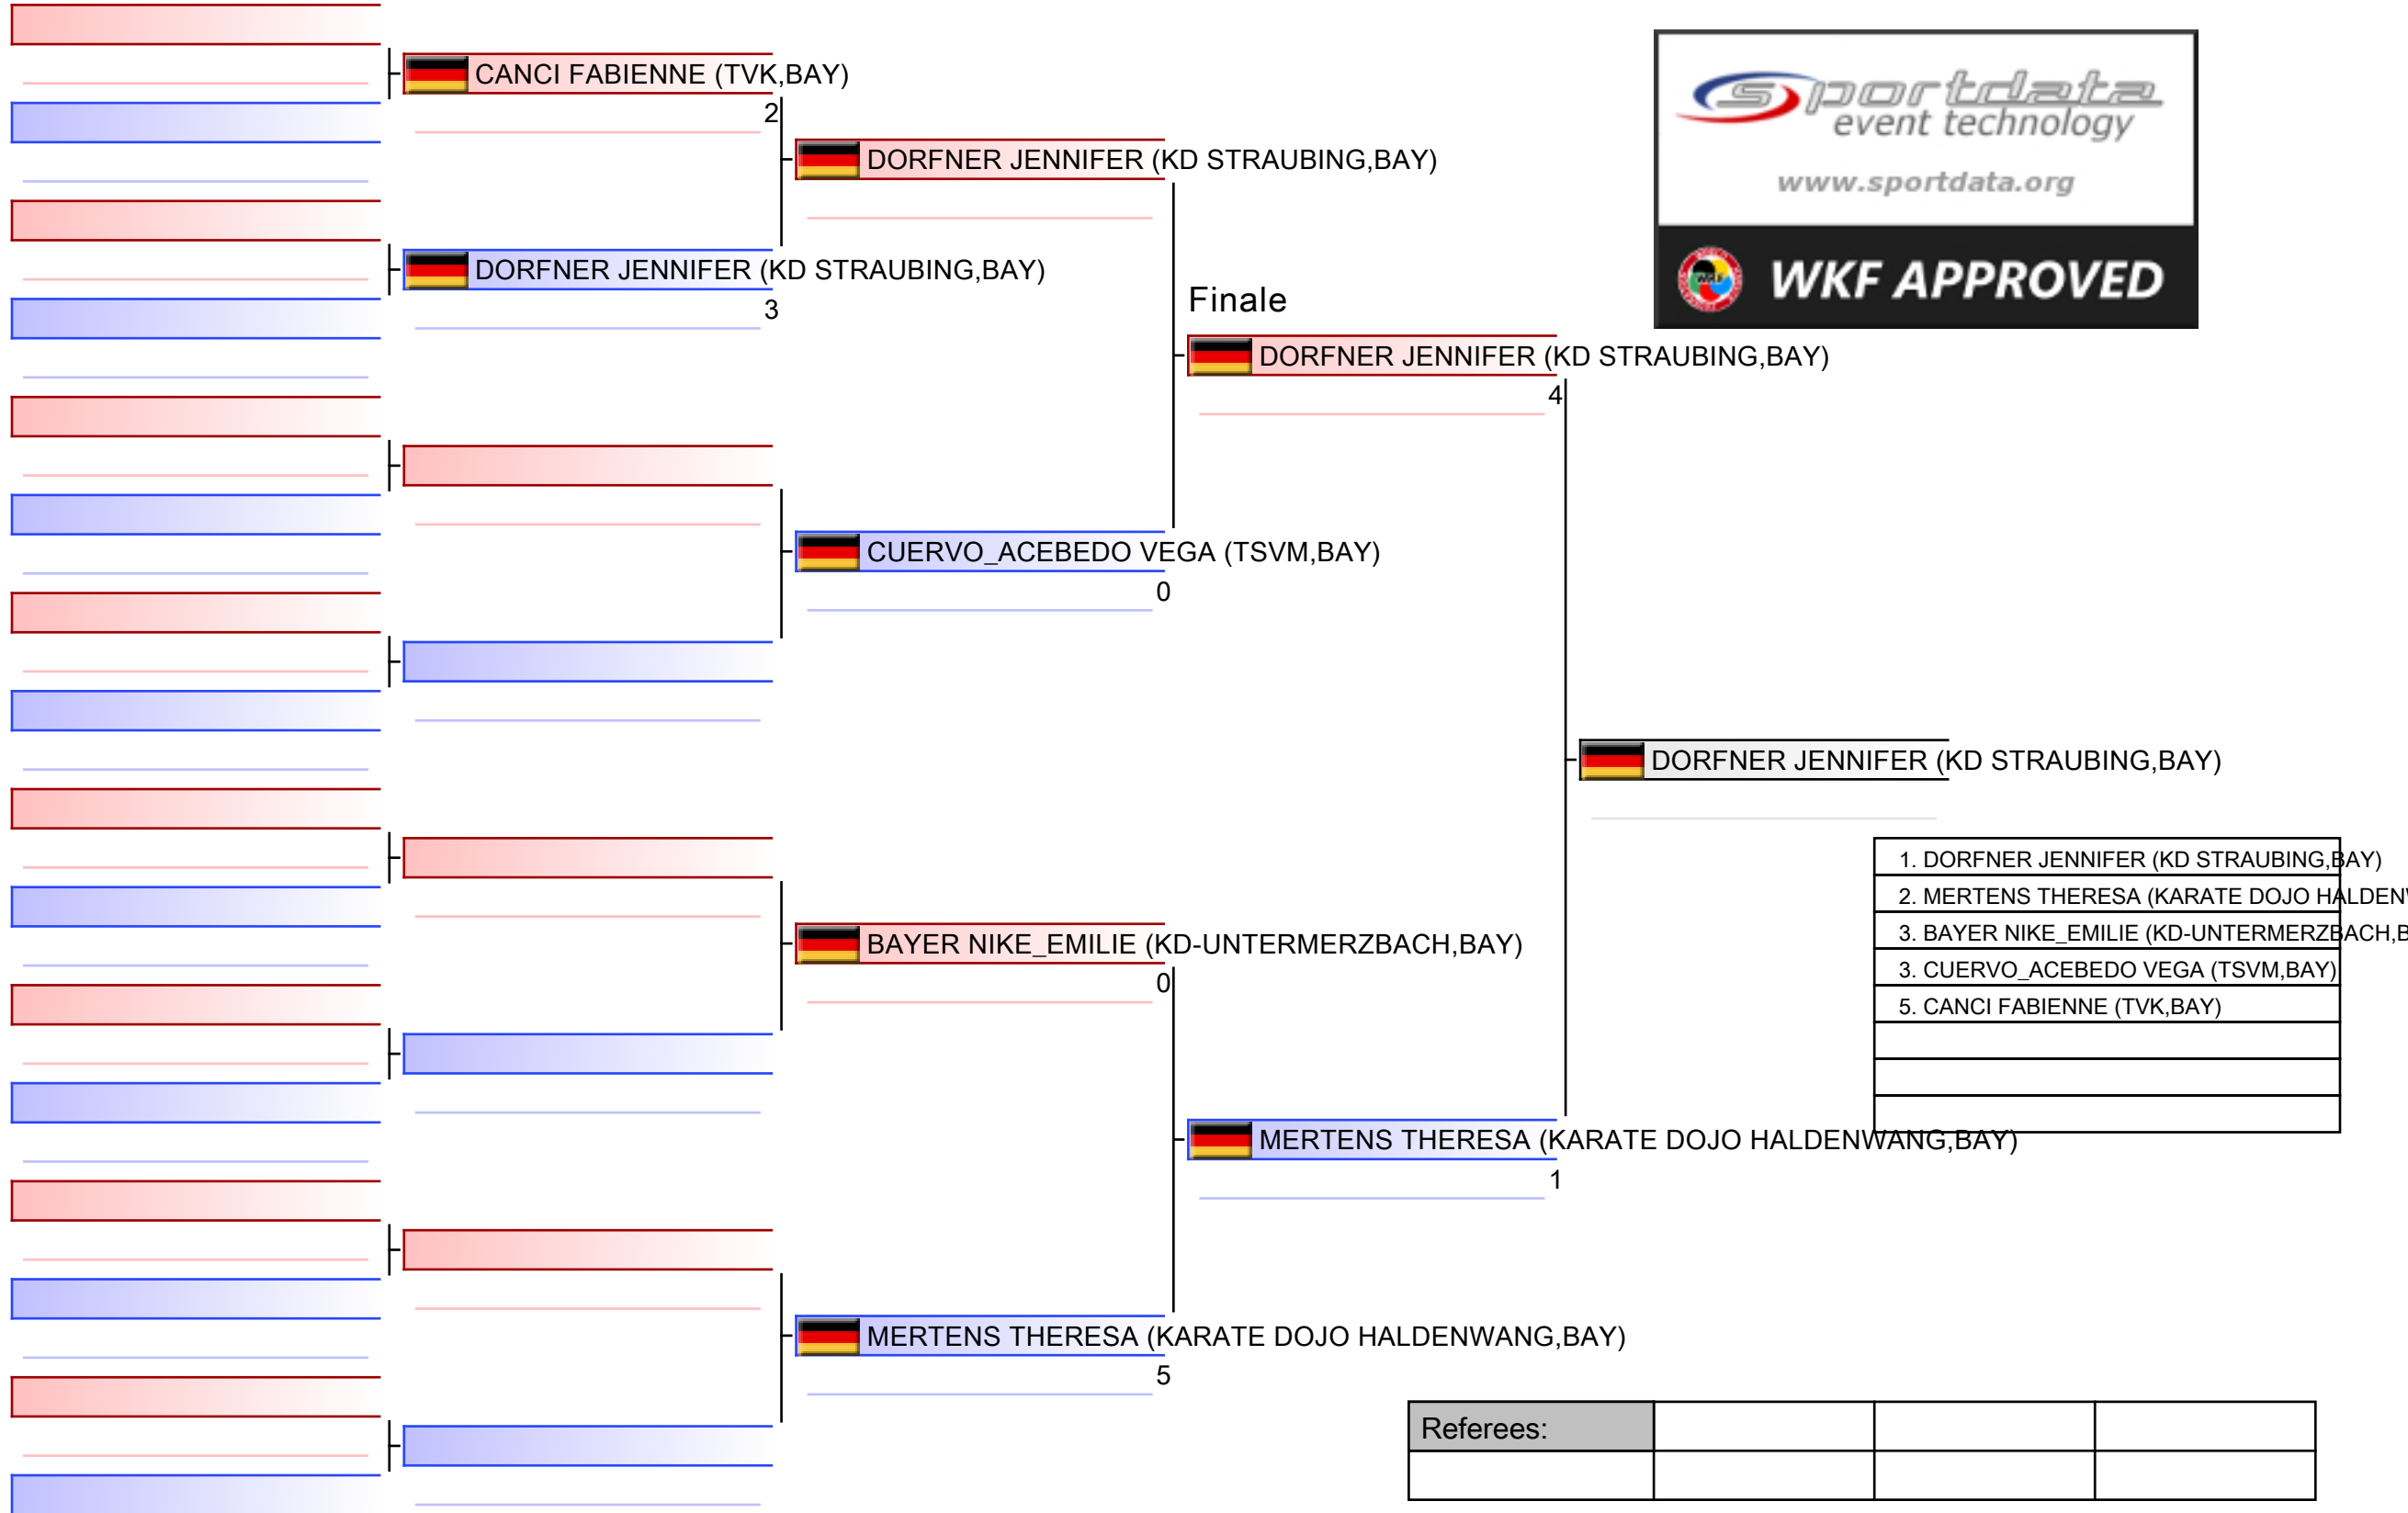 CANCI FABIENNE (TVK,BAY)
2
DORFNER JENNIFER (KD STRAUBING,BAY)
DORFNER JENNIFER (KD STRAUBING,BAY)
3
Finale
DORFNER JENNIFER (KD STRAUBING,BAY)
4
CUERVO_ACEBEDO VEGA (TSVM,BAY)
0
DORFNER JENNIFER (KD STRAUBING,BAY)
BAYER NIKE_EMILIE (KD-UNTERMERZBACH,BAY)
0
MERTENS THERESA (KARATE DOJO HALDENWANG,BAY)
1
MERTENS THERESA (KARATE DOJO HALDENWANG,BAY)
5
sportdata
event technology
www.sportdata.org
WKF
WKF APPROVED
1. DORFNER JENNIFER (KD STRAUBING,BAY)
2. MERTENS THERESA (KARATE DOJO HALDENW
3. BAYER NIKE_EMILIE (KD-UNTERMERZBACH,B
3. CUERVO_ACEBEDO VEGA (TSVM,BAY)
5. CANCI FABIENNE (TVK,BAY)
Referees: